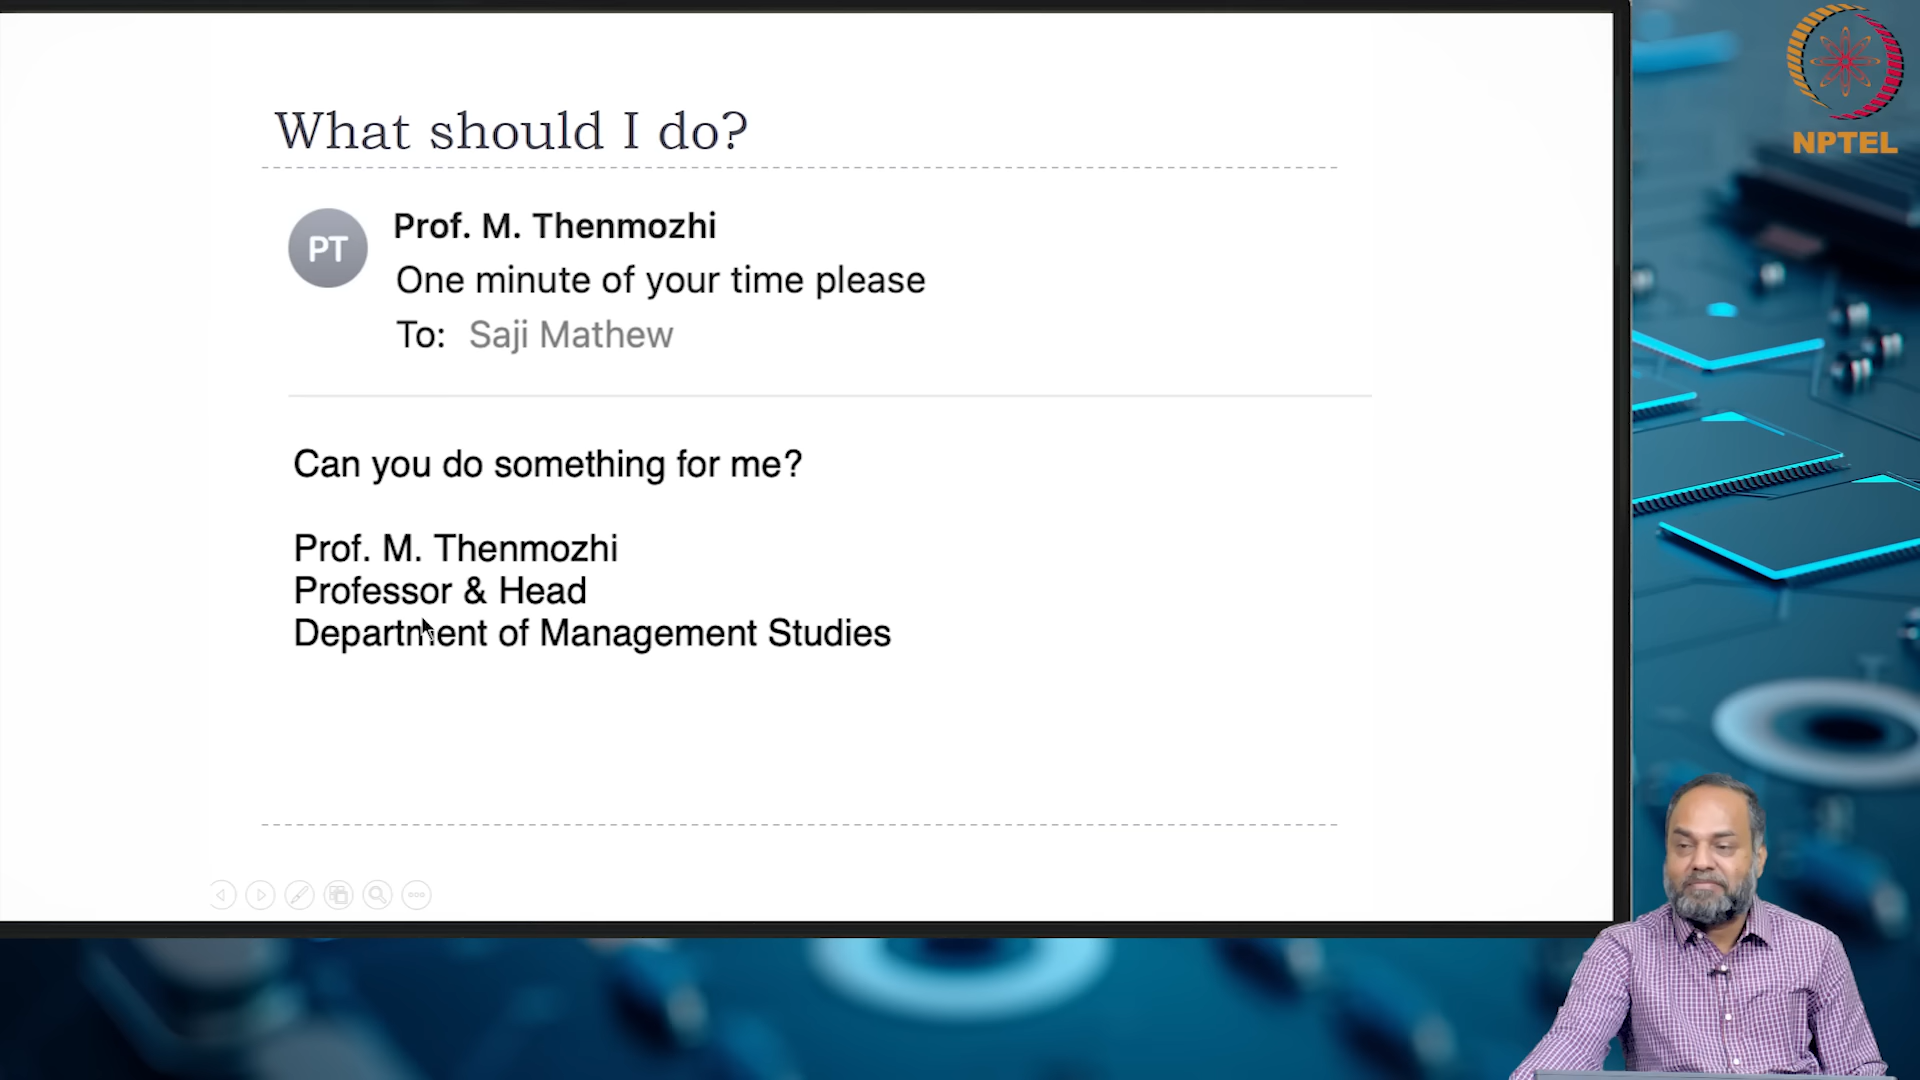 What should I do?
PT
Prof. M. Thenmozhi
One minute of your time please
To: Saji Mathew
Can you do something for me?
Prof. M. Thenmozhi
Professor & Head
Department of Management Studies
NPTEL